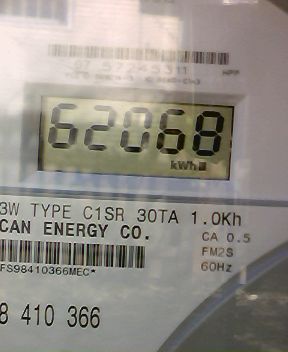 62068
kWh
3W TYPE C1SR 30TA 1.0Kh
CAN ENERGY CO.
CA 0.5
FM2S
60Hz
FS98410366MEC*
8 410 366